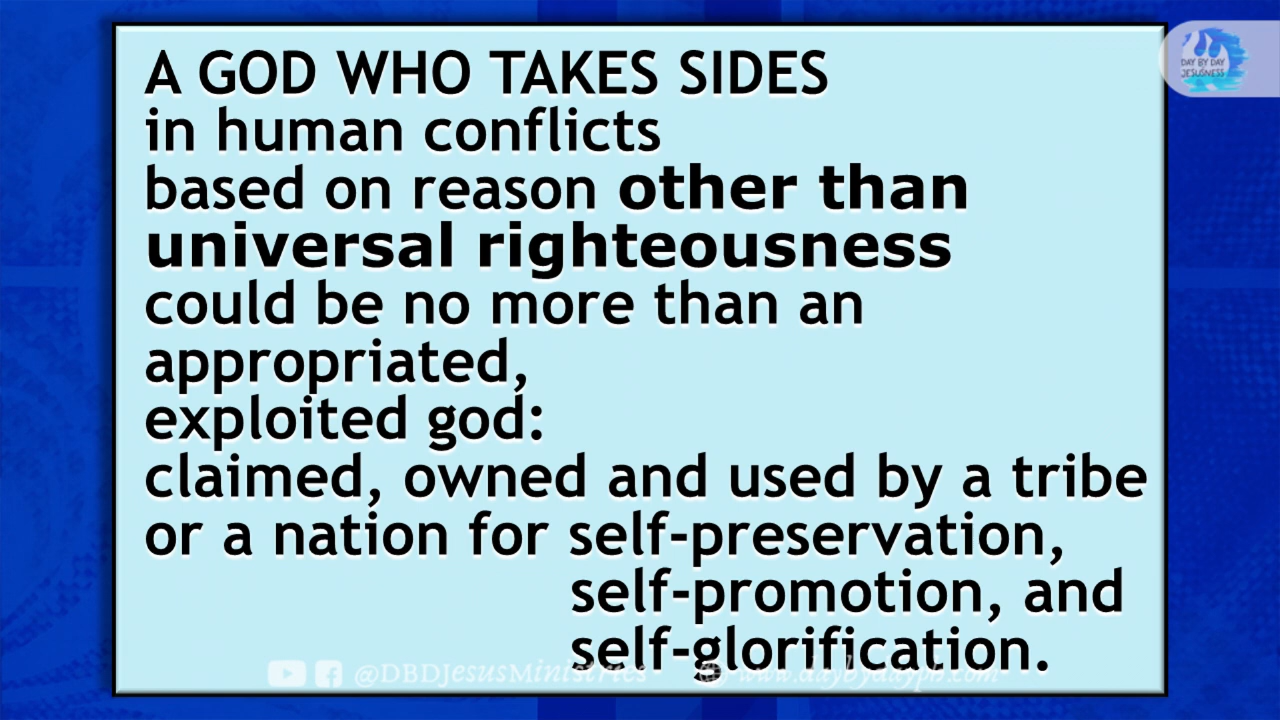 A GOD WHO TAKES SIDES
in human conflicts
based on reason other than
universal righteousness
could be no more than an
appropriated,
exploited god:
claimed, owned and used by a tribe
or a nation for self-preservation,
self-promotion, and
self-glorification.
DAY BY DAY
JESUSNESS
@DBDJesusMinistries www.daybydayph.com